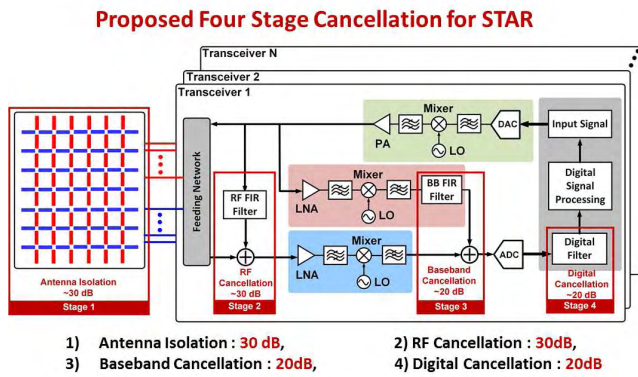 Proposed Four Stage Cancellation for STAR
Transceiver N
Transceiver 2
Transceiver 1
Feeding Network
PA
Mixer
LO
DAC
Input Signal
Digital
Signal
Processing
RF FIR
Filter
LNA
Mixer
LO
BB FIR
Filter
LNA
Mixer
LO
ADC
Digital
Filter
Antenna Isolation
~30 dB
Stage 1
RF
Cancellation
~30 dB
Stage 2
Baseband
Cancellation
~20 dB
Stage 3
Digital
Cancellation
~20 dB
Stage 4
1) Antenna Isolation : 30 dB,
2) RF Cancellation : 30dB,
3) Baseband Cancellation : 20dB,
4) Digital Cancellation : 20dB